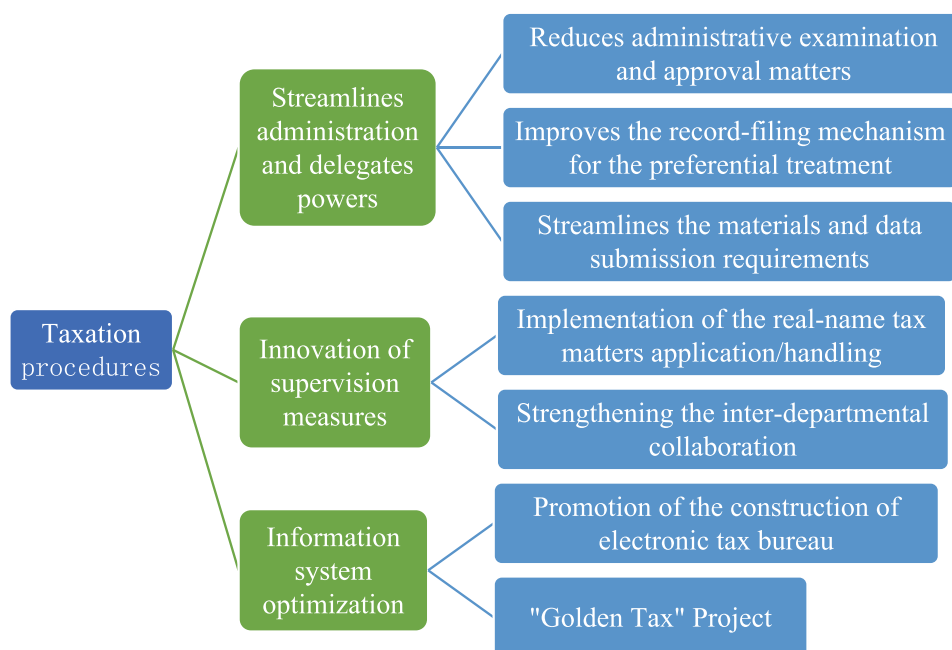 Taxation
procedures
Streamlines
administration
and delegates
powers
Reduces administrative examination
and approval matters
Improves the record-filing mechanism
for the preferential treatment
Streamlines the materials and data
submission requirements
Innovation of
supervision
measures
Implementation of the real-name tax
matters application/handling
Strengthening the inter-departmental
collaboration
Information
system
optimization
Promotion of the construction of
electronic tax bureau
"Golden Tax" Project